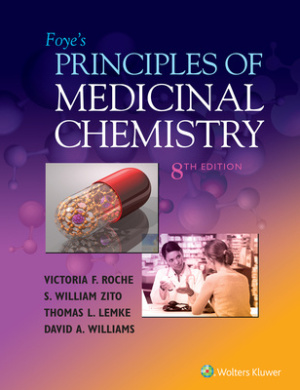 Foye's
PRINCIPLES OF
MEDICINAL
CHEMISTRY
8TH EDITION
VICTORIA F. ROCHE
S. WILLIAM ZITO
THOMAS L. LEMKE
DAVID A. WILLIAMS
Wolters Kluwer